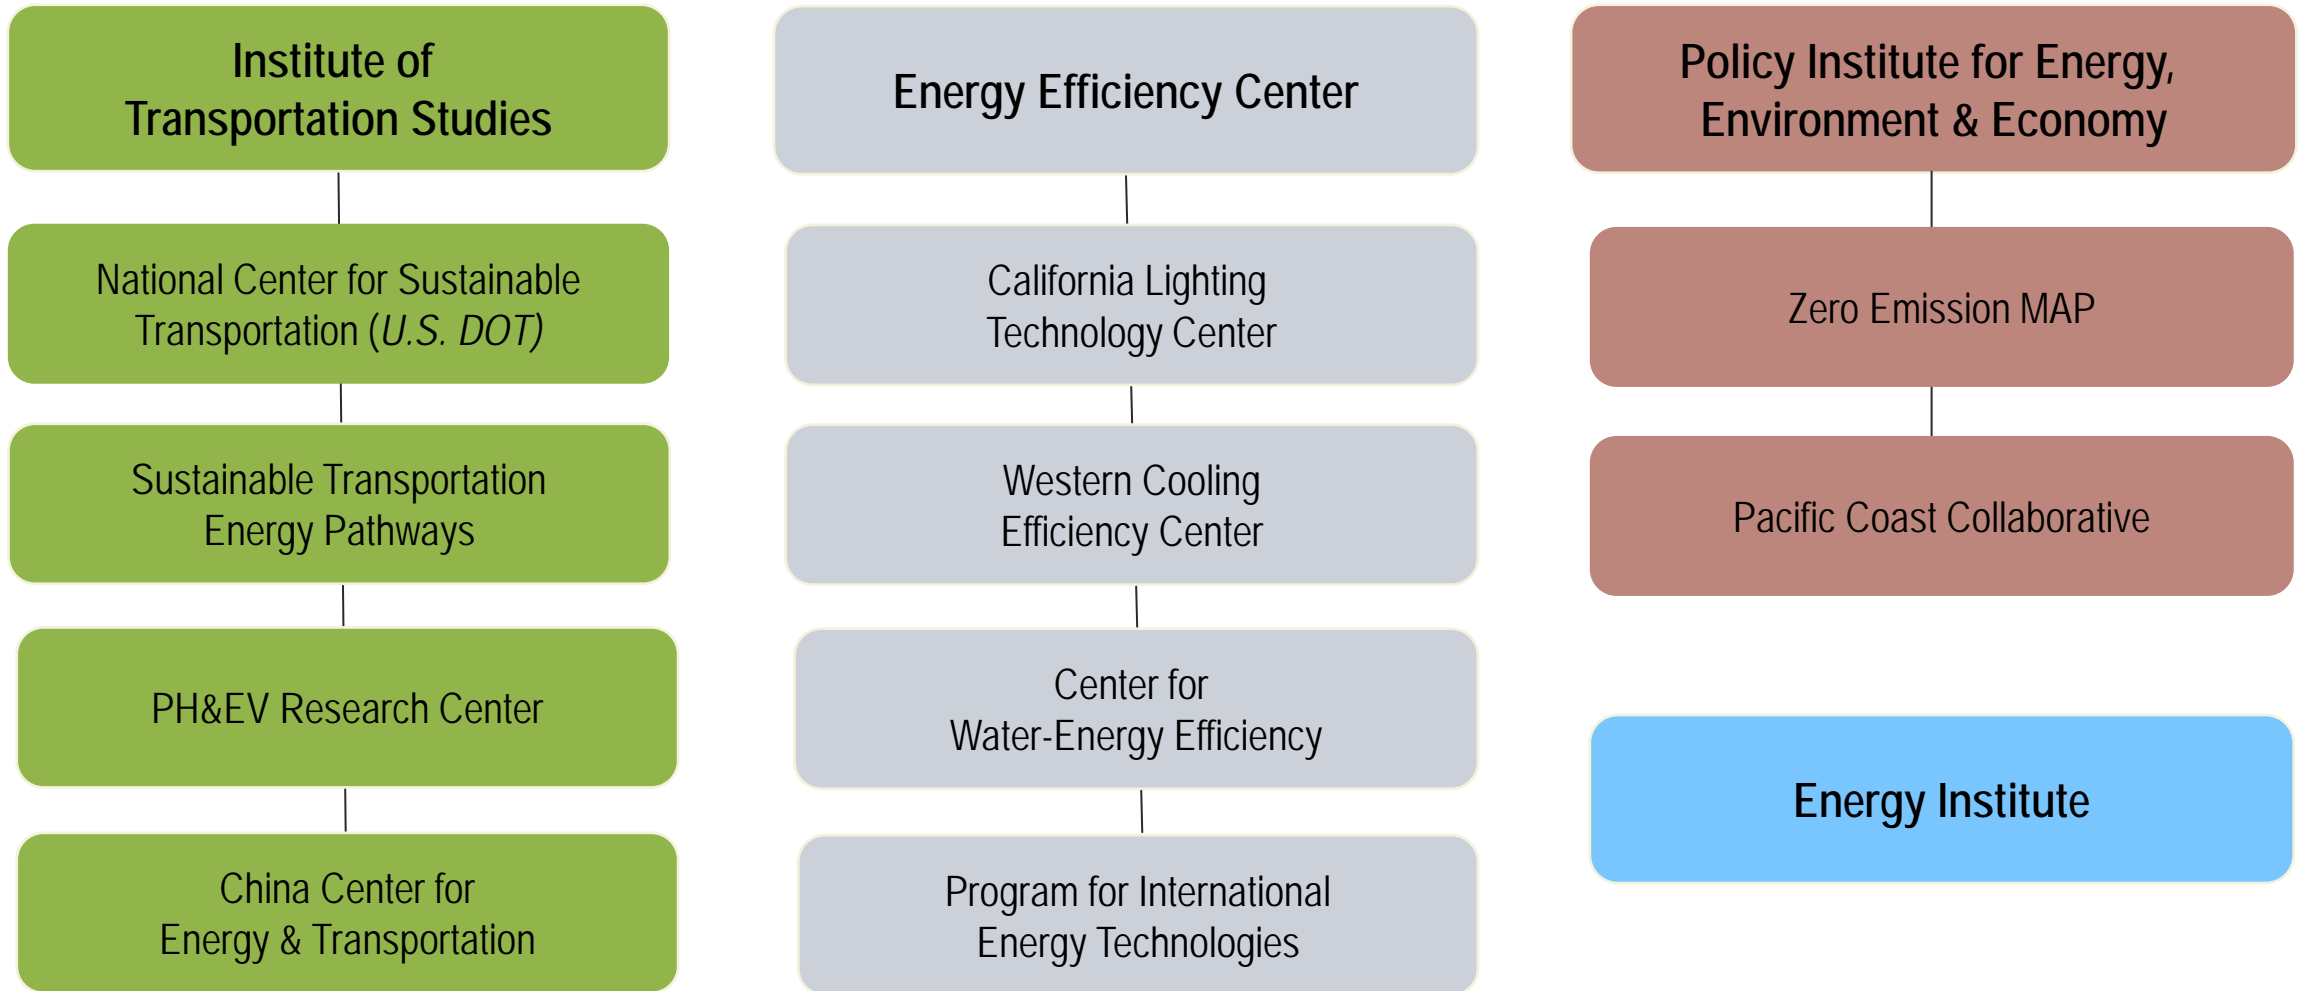 Institute of
Transportation Studies
National Center for Sustainable
Transportation (U.S. DOT)
Sustainable Transportation
Energy Pathways
PH&EV Research Center
China Center for
Energy & Transportation
Energy Efficiency Center
California Lighting
Technology Center
Western Cooling
Efficiency Center
Center for
Water-Energy Efficiency
Program for International
Energy Technologies
Policy Institute for Energy,
Environment & Economy
Zero Emission MAP
Pacific Coast Collaborative
Energy Institute